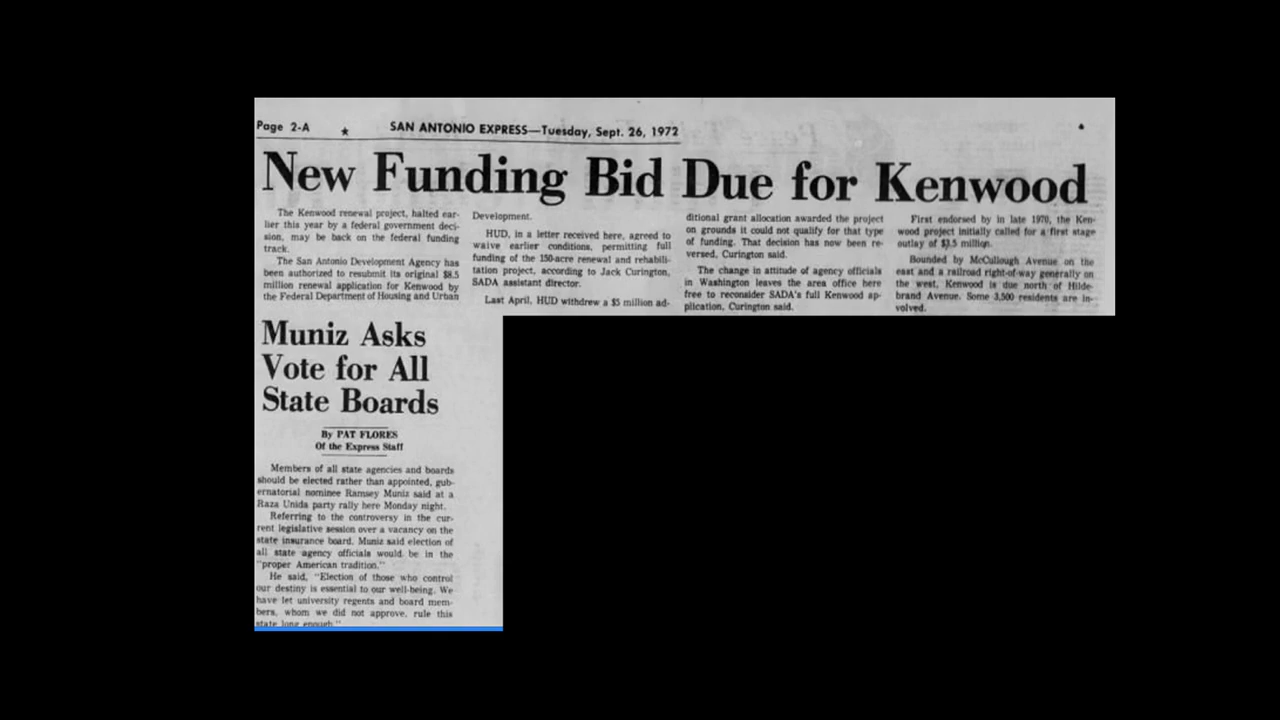 Page 2-A
★
SAN ANTONIO EXPRESS—Tuesday, Sept. 26, 1972
New Funding Bid Due for Kenwood
The Kenwood renewal project, halted ear-
lier this year by a federal government deci-
sion, may be back on the federal funding
track.
The San Antonio Development Agency has
been authorized to resubmit its original $8.5
million renewal application for Kenwood by
the Federal Department of Housing and Urban
Development.
HUD, in a letter received here, agreed to
waive earlier conditions, permitting full
funding of the 150-acre renewal and rehabili-
tation project, according to Jack Curington,
SADA assistant director.
Last April, HUD withdrew a $5 million ad-
ditional grant allocation awarded the project
on grounds it could not qualify for that type
of funding. That decision has now been re-
versed, Curington said.
The change in attitude of agency officials
in Washington leaves the area office here
free to reconsider SADA's full Kenwood ap-
plication, Curington said.
First endorsed by in late 1970, the Ken-
wood project initially called for a first stage
outlay of $3.5 million.
Bounded by McCullough Avenue on the
east and a railroad right-of-way generally on
the west, Kenwood is due north of Hilde-
brand Avenue. Some 3,500 residents are in-
volved.
Muniz Asks
Vote for All
State Boards
By PAT FLORES
Of the Express Staff
Members of all state agencies and boards
should be elected rather than appointed, gub-
ernatorial nominee Ramsey Muniz said at a
Raza Unida party rally here Monday night.
Referring to the controversy in the cur-
rent legislative session over a vacancy on the
state insurance board, Muniz said election of
all state agency officials would be in the
"proper American tradition."
He said, "Election of those who control
our destiny is essential to our well-being. We
have let university regents and board mem-
bers, whom we did not approve, rule this
state long enough."